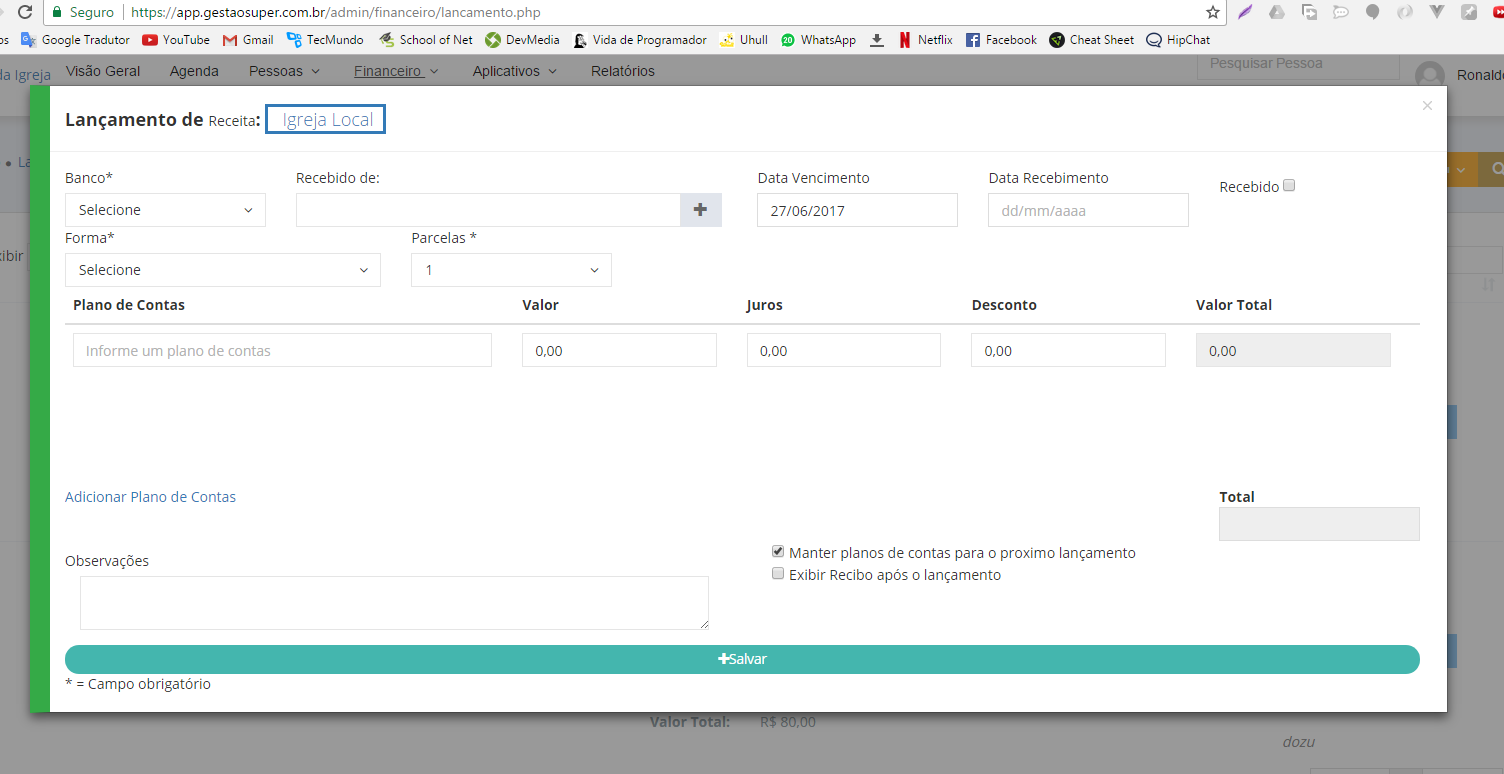 Seguro https://app.gestaosuper.com.br/admin/financeiro/lancamento.php
Google Tradutor YouTube Gmail TecMundo School of Net DevMedia Vida de Programador Uhull 20 WhatsApp Netflix Facebook Cheat Sheet HipChat
da Igreja Visão Geral Agenda Pessoas Financeiro Aplicativos Relatórios Pesquisar Pessoa
Lançamento de Receita: Igreja Local ×
Banco* Recebido de: Data Vencimento Data Recebimento Recebido
Selecione 27/06/2017 dd/mm/aaaa
Forma* Parcelas *
Selecione 1
Plano de Contas Valor Juros Desconto Valor Total
Informe um plano de contas 0,00 0,00 0,00 0,00
Adicionar Plano de Contas Total
Observações
Manter planos de contas para o proximo lançamento
Exibir Recibo após o lançamento
Salvar
* = Campo obrigatório
Valor Total: R$ 80,00
dozu